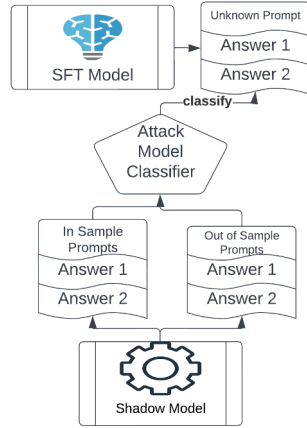 Unknown Prompt
Answer 1
Answer 2
SFT Model
classify
Attack
Model
Classifier
In Sample
Prompts
Answer 1
Answer 2
Out of Sample
Prompts
Answer 1
Answer 2
Shadow Model